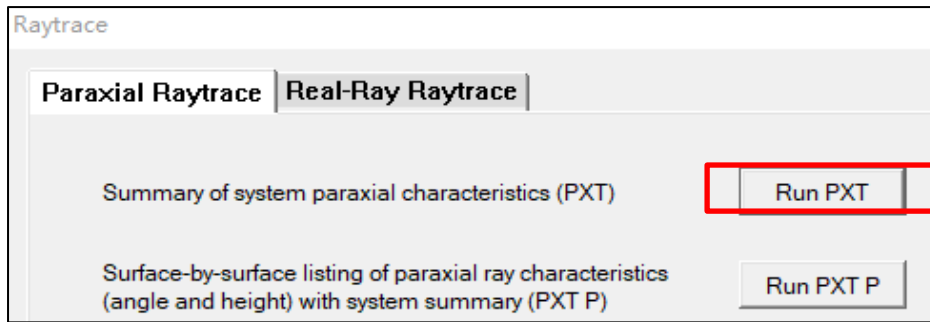 Raytrace
Paraxial Raytrace Real-Ray Raytrace
Summary of system paraxial characteristics (PXT) Run PXT
Surface-by-surface listing of paraxial ray characteristics
(angle and height) with system summary (PXT P) Run PXT P